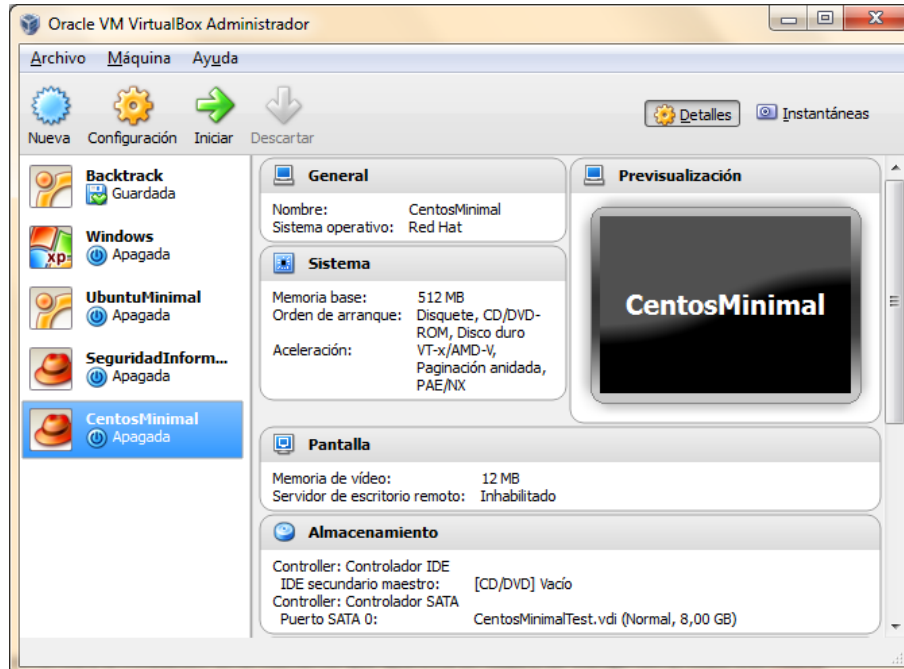 Oracle VM VirtualBox Administrador
Archivo Máquina Ayuda
Nueva Configuración Iniciar Descartar
Detalles Instantáneas
Backtrack
Guardada
Windows
xp
Apagada
UbuntuMinimal
Apagada
SeguridadInform...
Apagada
CentosMinimal
Apagada
General
Nombre: CentosMinimal
Sistema operativo: Red Hat
Sistema
Memoria base: 512 MB
Orden de arranque: Disquete, CD/DVD-
ROM, Disco duro
Aceleración: VT-x/AMD-V,
Paginación anidada,
PAE/NX
Previsualización
CentosMinimal
Pantalla
Memoria de vídeo: 12 MB
Servidor de escritorio remoto: Inhabilitado
Almacenamiento
Controller: Controlador IDE
IDE secundario maestro: [CD/DVD] Vacío
Controller: Controlador SATA
Puerto SATA 0: CentosMinimalTest.vdi (Normal, 8,00 GB)